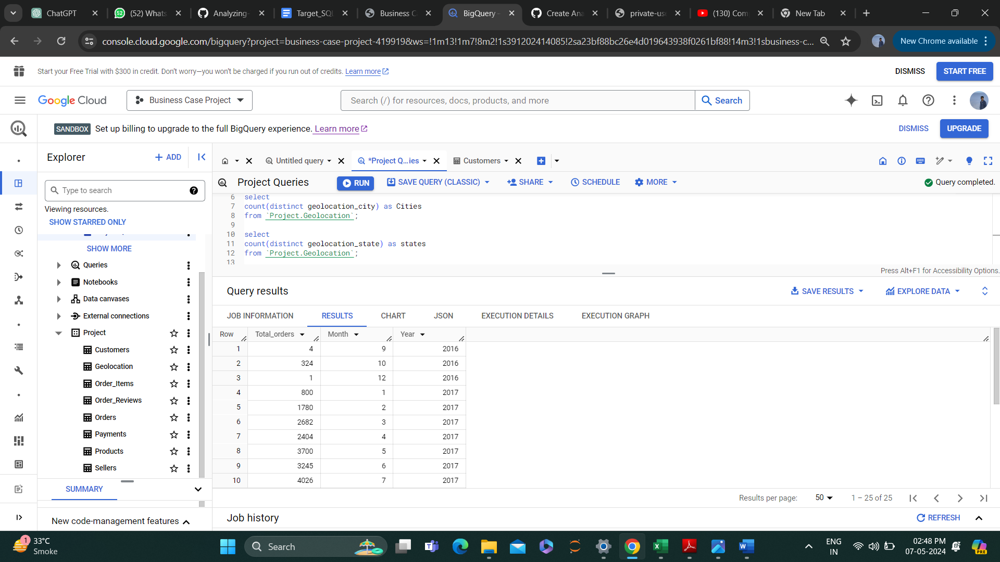 ChatGPT
(52) Whats
Analyzing-
Target_SQL
Business C
BigQuery –
Create Ana
private-use
(130) Com
New Tab
console.cloud.google.com/bigquery?project=business-case-project-419919&ws=!1m13!1m7!8m2!1s391202414085!2sa23bf88bc26e4d019643938f0261bf88!14m3!1sbusiness-c...
New Chrome available
Start your Free Trial with $300 in credit. Don't worry—you won't be charged if you run out of credits. Learn more
DISMISS
START FREE
Google Cloud
Business Case Project
Search (/) for resources, docs, products, and more
Search
SANDBOX Set up billing to upgrade to the full BigQuery experience. Learn more
DISMISS
UPGRADE
Explorer
+ ADD
Type to search
Viewing resources.
SHOW STARRED ONLY
SHOW MORE
Queries
Notebooks
Data canvases
External connections
Project
Customers
Geolocation
Order_Items
Order_Reviews
Orders
Payments
Products
Sellers
SUMMARY
New code-management features
Untitled query
*Project Q...ies
Customers
Project Queries
RUN
SAVE QUERY (CLASSIC)
SHARE
SCHEDULE
MORE
Query completed.
6 select
7 count(distinct geolocation_city) as Cities
8 from `Project.Geolocation`;
9
10 select
11 count(distinct geolocation_state) as states
12 from `Project.Geolocation`;
13
Press Alt+F1 for Accessibility Options.
Query results
SAVE RESULTS
EXPLORE DATA
JOB INFORMATION RESULTS CHART JSON EXECUTION DETAILS EXECUTION GRAPH
Row Total_orders Month Year
1 4 9 2016
2 324 10 2016
3 1 12 2016
4 800 1 2017
5 1780 2 2017
6 2682 3 2017
7 2404 4 2017
8 3700 5 2017
9 3245 6 2017
10 4026 7 2017
Results per page: 50 1 – 25 of 25
Job history
REFRESH
1
33°C
Smoke
Search
ENG
IN
02:48 PM
07-05-2024
PRE